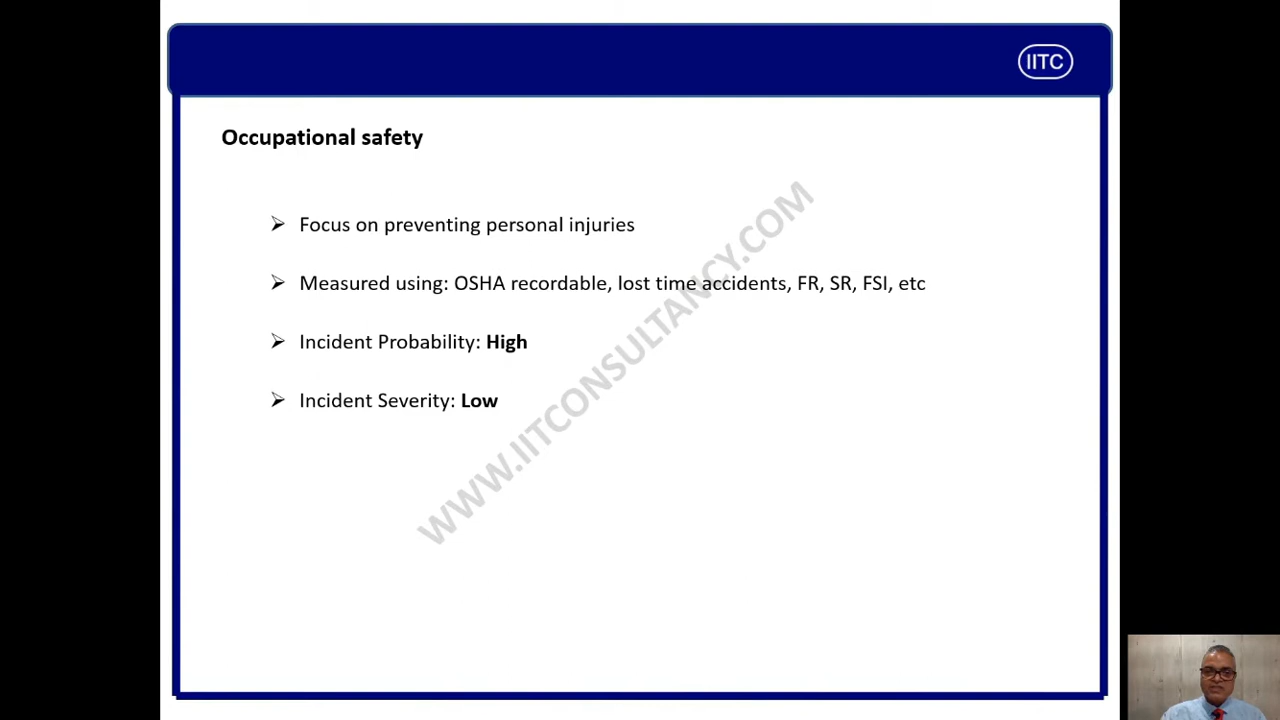 IITC
Occupational safety
Focus on preventing personal injuries
Measured using: OSHA recordable, lost time accidents, FR, SR, FSI, etc
Incident Probability: High
Incident Severity: Low
WWW.IITCONSULTANCY.COM